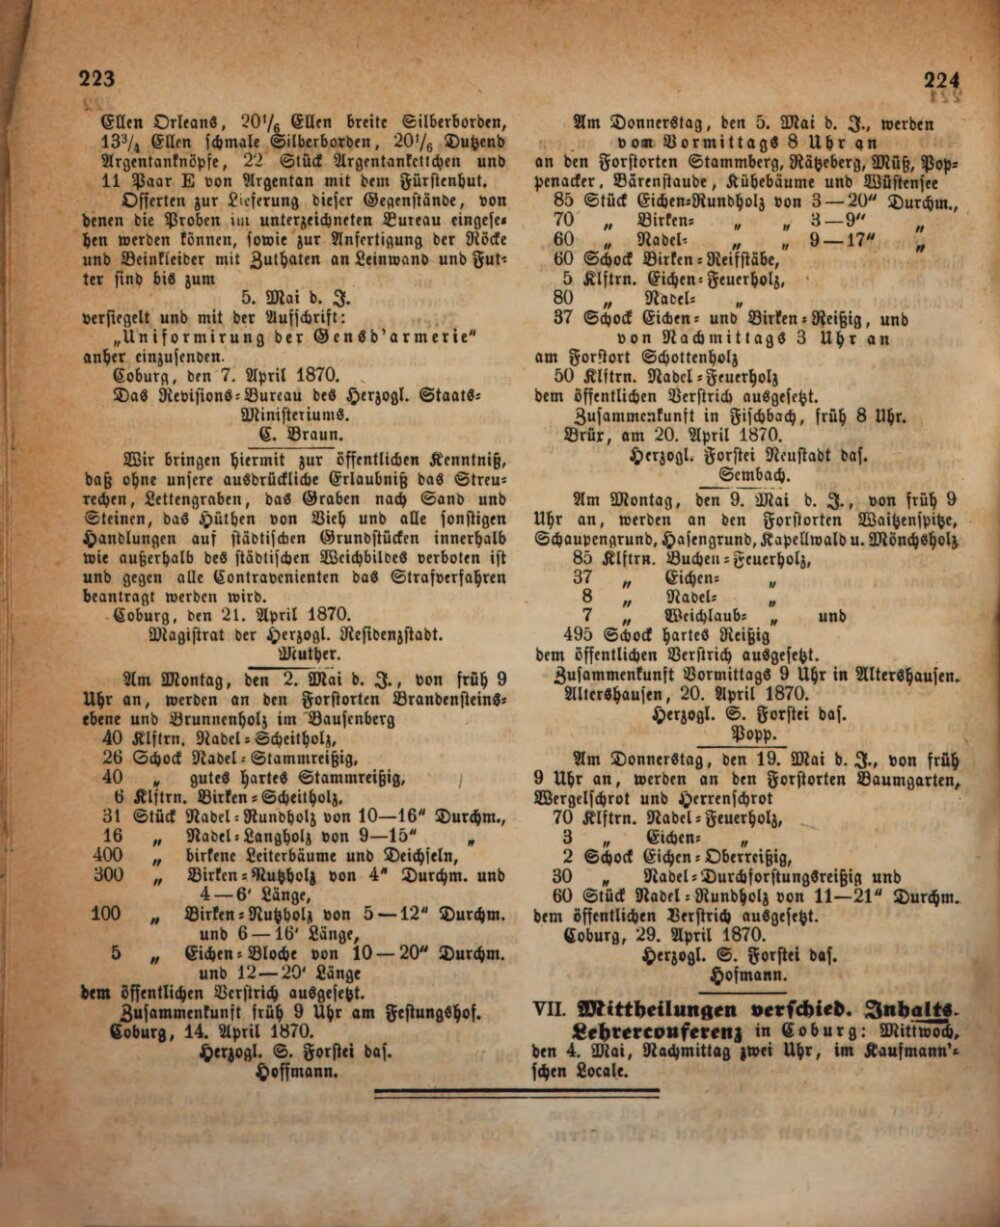 223
Ellen Orleans, 20 1/6 Ellen breite Silberborden,
13 3/4 Ellen schmale Silberborden, 20 1/6 Dutzend
Argentanknöpfe, 22 Stück Argentankettchen und
11 Paar E von Argentan mit dem Fürstenhut.
Offerten zur Lieferung dieser Gegenstände, von
denen die Proben im unterzeichneten Bureau eingese-
hen werden können, sowie zur Anfertigung der Röcke
und Beinkleider mit Zuthaten an Leinwand und Fut-
ter sind bis zum
5. Mai d. J.
versiegelt und mit der Aufschrift:
„Uniformirung der Gensd'armerie"
anher einzusenden.
Coburg, den 7. April 1870.
Das Revisions-Bureau des Herzogl. Staats-
Ministeriums.
C. Braun.
Wir bringen hiermit zur öffentlichen Kenntniß,
daß ohne unsere ausdrückliche Erlaubniß das Streu-
rechen, Lettengraben, das Graben nach Sand und
Steinen, das Hüthen von Vieh und alle sonstigen
Handlungen auf städtischen Grundstücken innerhalb
wie außerhalb des städtischen Weichbildes verboten ist
und gegen alle Contravenienten das Strafverfahren
beantragt werden wird.
Coburg, den 21. April 1870.
Magistrat der Herzogl. Residenzstadt.
Muther.
Am Montag, den 2. Mai d. J., von früh 9
Uhr an, werden an den Forstorten Brandensteins-
ebene und Brunnenholz im Bausenberg
40 Klftrn. Nadel-Scheitholz,
26 Schock Nadel-Stammreißig,
40 „ gutes hartes Stammreißig,
6 Klftrn. Birken-Scheitholz,
31 Stück Nadel-Rundholz von 10—16" Durchm.,
16 „ Nadel-Langholz von 9—15" „
400 „ birkene Leiterbäume und Deichseln,
300 „ Birken-Nutzholz von 4" Durchm. und
4—6' Länge,
100 „ Birken-Nutzholz von 5—12" Durchm.
und 6—16' Länge,
5 „ Eichen-Bloche von 10—20" Durchm.
und 12—20' Länge
dem öffentlichen Verstrich ausgesetzt.
Zusammenkunft früh 9 Uhr am Festungshof.
Coburg, 14. April 1870.
Herzogl. S. Forstei das.
Hoffmann.
224
Am Donnerstag, den 5. Mai d. J., werden
vom Vormittags 8 Uhr an
an den Forstorten Stammberg, Rätzeberg, Müß, Pop-
penacker, Bärenstaude, Kühebäume und Wüstensee
85 Stück Eichen-Rundholz von 3—20" Durchm.,
70 „ Birken- „ „ 3—9" „
60 „ Nadel- „ „ 9—17" „
60 Schock Birken-Reifstäbe,
5 Klftrn. Eichen-Feuerholz,
80 „ Nadel- „
37 Schock Eichen- und Birken-Reißig, und
von Nachmittags 3 Uhr an
am Forstort Schottenholz
50 Klftrn. Nadel-Feuerholz
dem öffentlichen Verstrich ausgesetzt.
Zusammenkunft in Fischbach, früh 8 Uhr.
Brüx, am 20. April 1870.
Herzogl. Forstei Neustadt das.
Sembach.
Am Montag, den 9. Mai d. J., von früh 9
Uhr an, werden an den Forstorten Waitzenspitze,
Schaupengrund, Hasengrund, Kapellwald u. Mönchsholz
85 Klftrn. Buchen-Feuerholz,
37 „ Eichen- „
8 „ Nadel- „
7 „ Weichlaub- „ und
495 Schock hartes Reißig
dem öffentlichen Verstrich ausgesetzt.
Zusammenkunft Vormittags 9 Uhr in Altershausen.
Altershausen, 20. April 1870.
Herzogl. S. Forstei das.
Popp.
Am Donnerstag, den 19. Mai d. J., von früh
9 Uhr an, werden an den Forstorten Baumgarten,
Wergelschrot und Herrenschrot
70 Klftrn. Nadel-Feuerholz,
3 „ Eichen- „
2 Schock Eichen-Oberreißig,
30 „ Nadel-Durchforstungsreißig und
60 Stück Nadel-Rundholz von 11—21" Durchm.
dem öffentlichen Verstrich ausgesetzt.
Coburg, 29. April 1870.
Herzogl. S. Forstei das.
Hofmann.
VII. Mittheilungen verschied. Inhalts.
Lehrerconferenz in Coburg: Mittwoch,
den 4. Mai, Nachmittag zwei Uhr, im Kaufmann'-
schen Locale.